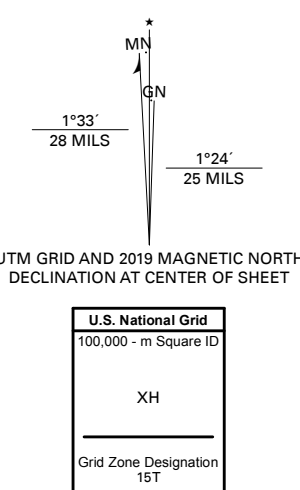 MN
GN
1°33´
28 MILS
1°24´
25 MILS
UTM GRID AND 2019 MAGNETIC NORTH
DECLINATION AT CENTER OF SHEET
U.S. National Grid
100,000 - m Square ID
XH
Grid Zone Designation
15T